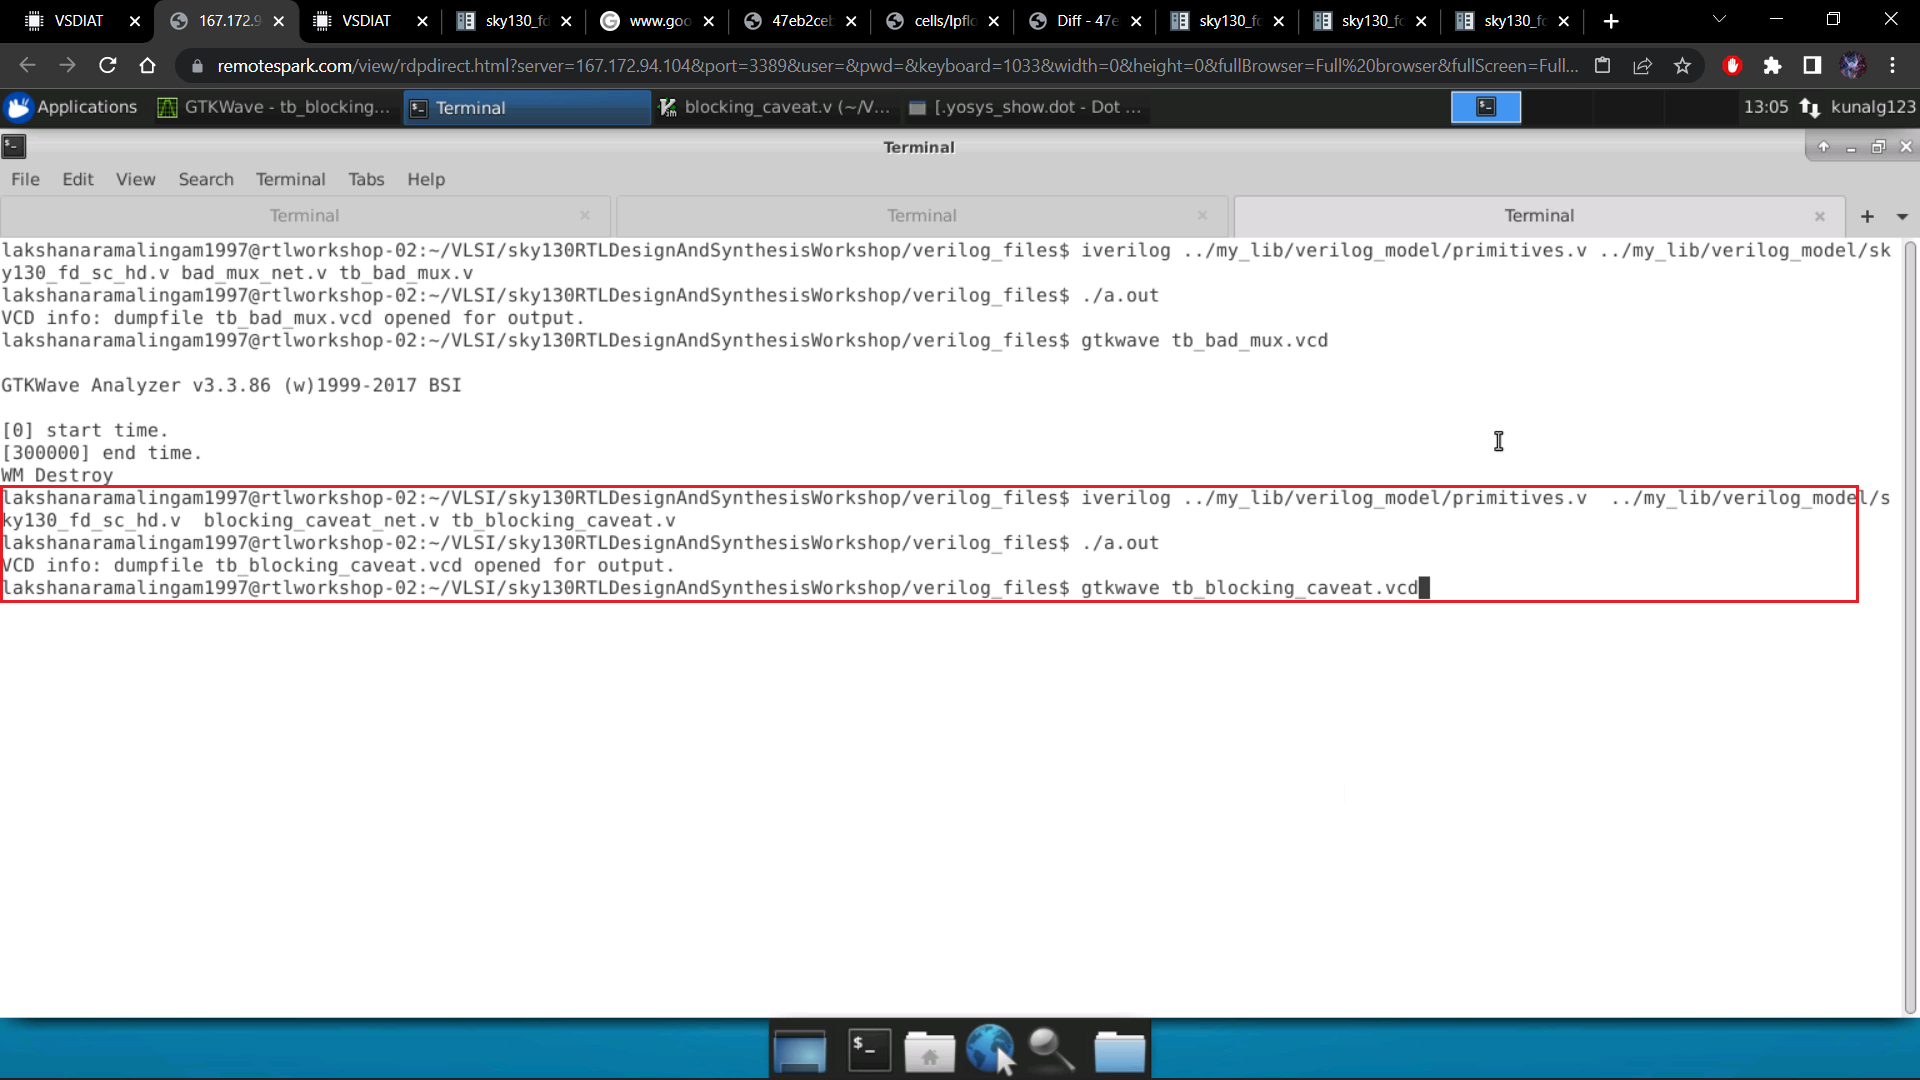 VSDIAT
167.172.9
VSDIAT
sky130_fd
www.goo
47eb2ceb
cells/lpflo
Diff - 47e
sky130_fd
sky130_fd
sky130_fd
remotespark.com/view/rdpdirect.html?server=167.172.94.104&port=3389&user=&pwd=&keyboard=1033&width=0&height=0&fullBrowser=Full%20browser&fullScreen=Full...
Applications
GTKWave - tb_blocking...
Terminal
blocking_caveat.v (~/V...
[.yosys_show.dot - Dot ...
13:05
kunalg123
Terminal
File Edit View Search Terminal Tabs Help
Terminal
Terminal
Terminal
lakshanaramalingam1997@rtlworkshop-02:~/VLSI/sky130RTLDesignAndSynthesisWorkshop/verilog_files$ iverilog ../my_lib/verilog_model/primitives.v ../my_lib/verilog_model/sk
y130_fd_sc_hd.v bad_mux_net.v tb_bad_mux.v
lakshanaramalingam1997@rtlworkshop-02:~/VLSI/sky130RTLDesignAndSynthesisWorkshop/verilog_files$ ./a.out
VCD info: dumpfile tb_bad_mux.vcd opened for output.
lakshanaramalingam1997@rtlworkshop-02:~/VLSI/sky130RTLDesignAndSynthesisWorkshop/verilog_files$ gtkwave tb_bad_mux.vcd
GTKWave Analyzer v3.3.86 (w)1999-2017 BSI
[0] start time.
[300000] end time.
WM Destroy
lakshanaramalingam1997@rtlworkshop-02:~/VLSI/sky130RTLDesignAndSynthesisWorkshop/verilog_files$ iverilog ../my_lib/verilog_model/primitives.v  ../my_lib/verilog_model/s
ky130_fd_sc_hd.v  blocking_caveat_net.v tb_blocking_caveat.v
lakshanaramalingam1997@rtlworkshop-02:~/VLSI/sky130RTLDesignAndSynthesisWorkshop/verilog_files$ ./a.out
VCD info: dumpfile tb_blocking_caveat.vcd opened for output.
lakshanaramalingam1997@rtlworkshop-02:~/VLSI/sky130RTLDesignAndSynthesisWorkshop/verilog_files$ gtkwave tb_blocking_caveat.vcd